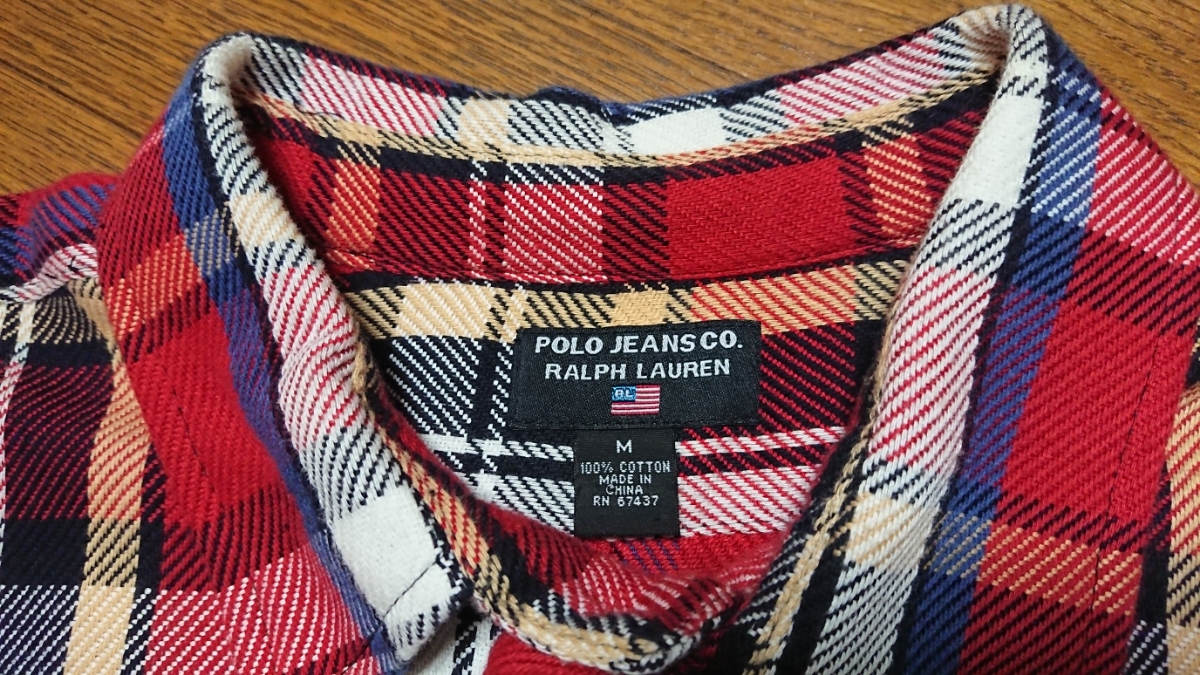 POLO JEANS CO.
RALPH LAUREN
RL
M
100% COTTON
MADE IN
CHINA
RN 67437